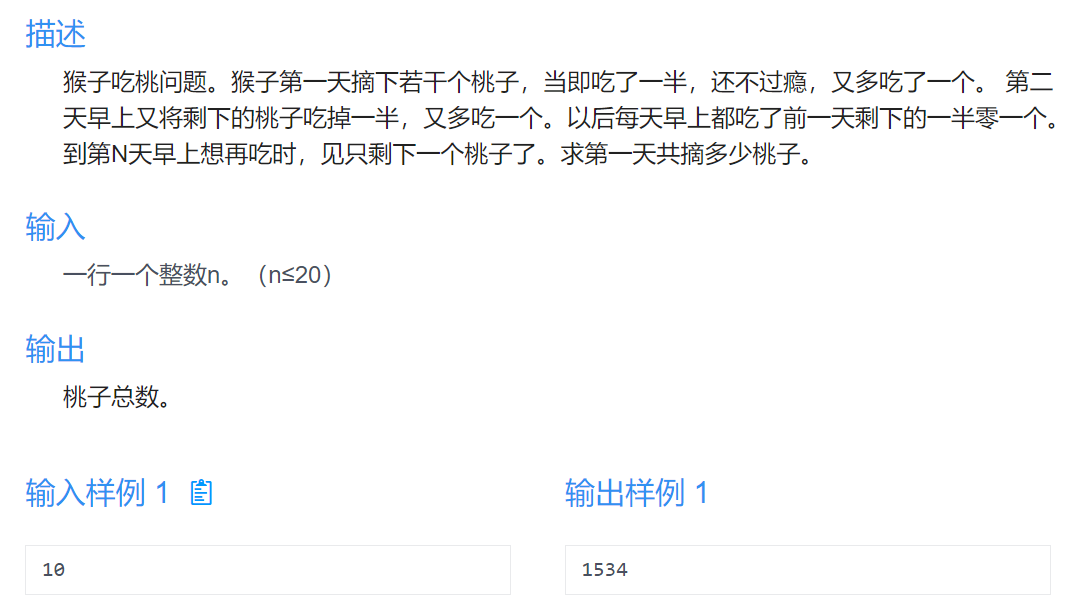 描述
猴子吃桃问题。猴子第一天摘下若干个桃子，当即吃了一半，还不过瘾，又多吃了一个。 第二
天早上又将剩下的桃子吃掉一半，又多吃一个。以后每天早上都吃了前一天剩下的一半零一个。
到第N天早上想再吃时，见只剩下一个桃子了。求第一天共摘多少桃子。
输入
一行一个整数n。（n≤20）
输出
桃子总数。
输入样例 1
10
输出样例 1
1534